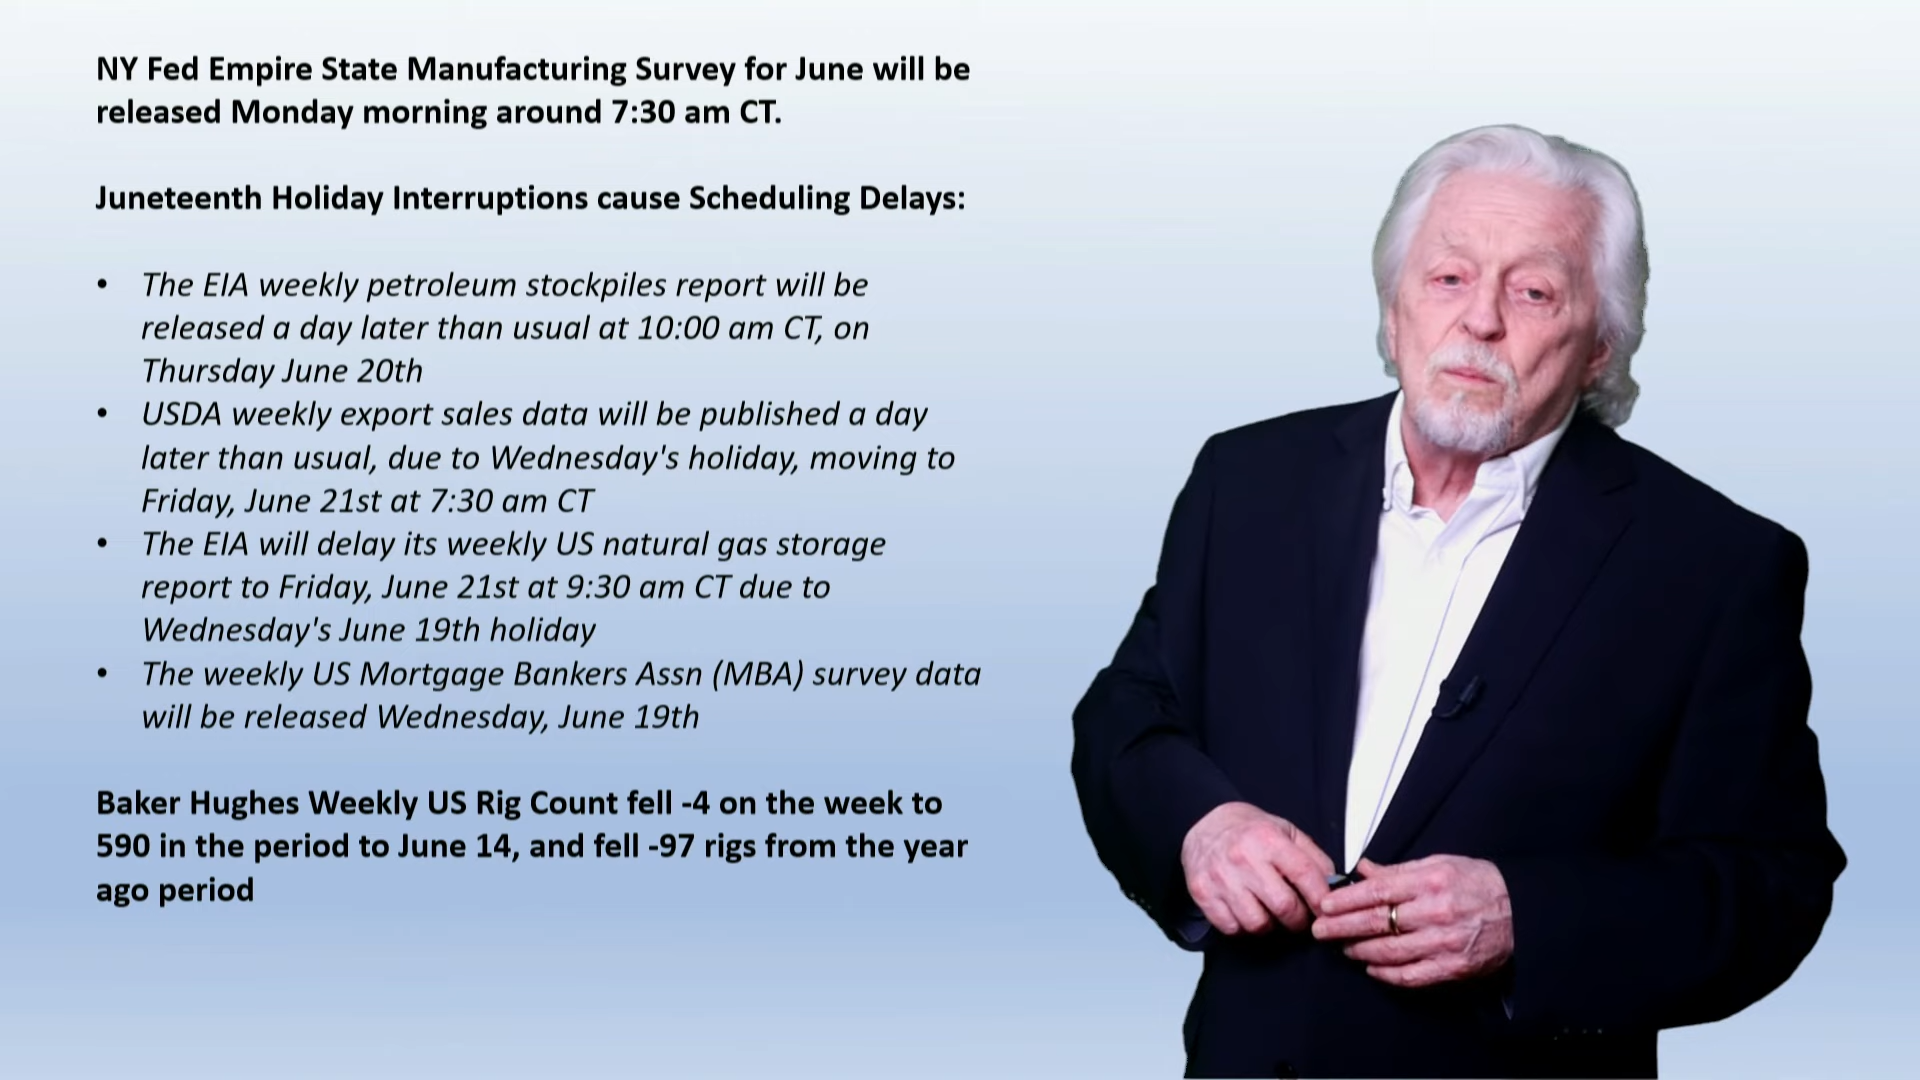 NY Fed Empire State Manufacturing Survey for June will be
released Monday morning around 7:30 am CT.
Juneteenth Holiday Interruptions cause Scheduling Delays:
• The EIA weekly petroleum stockpiles report will be
released a day later than usual at 10:00 am CT, on
Thursday June 20th
• USDA weekly export sales data will be published a day
later than usual, due to Wednesday's holiday, moving to
Friday, June 21st at 7:30 am CT
• The EIA will delay its weekly US natural gas storage
report to Friday, June 21st at 9:30 am CT due to
Wednesday's June 19th holiday
• The weekly US Mortgage Bankers Assn (MBA) survey data
will be released Wednesday, June 19th
Baker Hughes Weekly US Rig Count fell -4 on the week to
590 in the period to June 14, and fell -97 rigs from the year
ago period